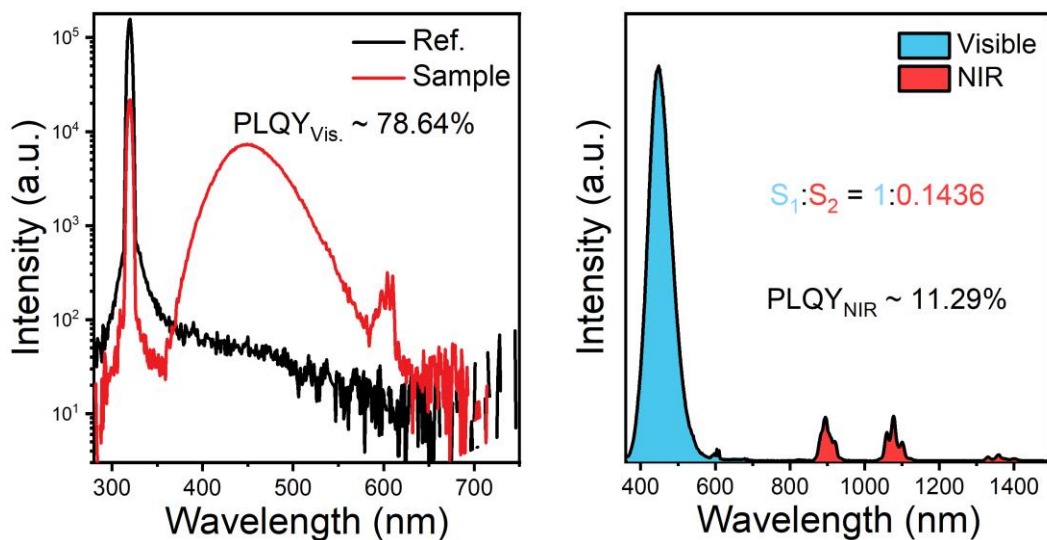 Ref.
Sample
PLQY_Vis. ~ 78.64%
10^5
10^4
10^3
10^2
10^1
Intensity (a.u.)
300 400 500 600 700
Wavelength (nm)
Visible
NIR
S_1:S_2 = 1:0.1436
PLQY_NIR ~ 11.29%
Intensity (a.u.)
400 600 800 1000 1200 1400
Wavelength (nm)